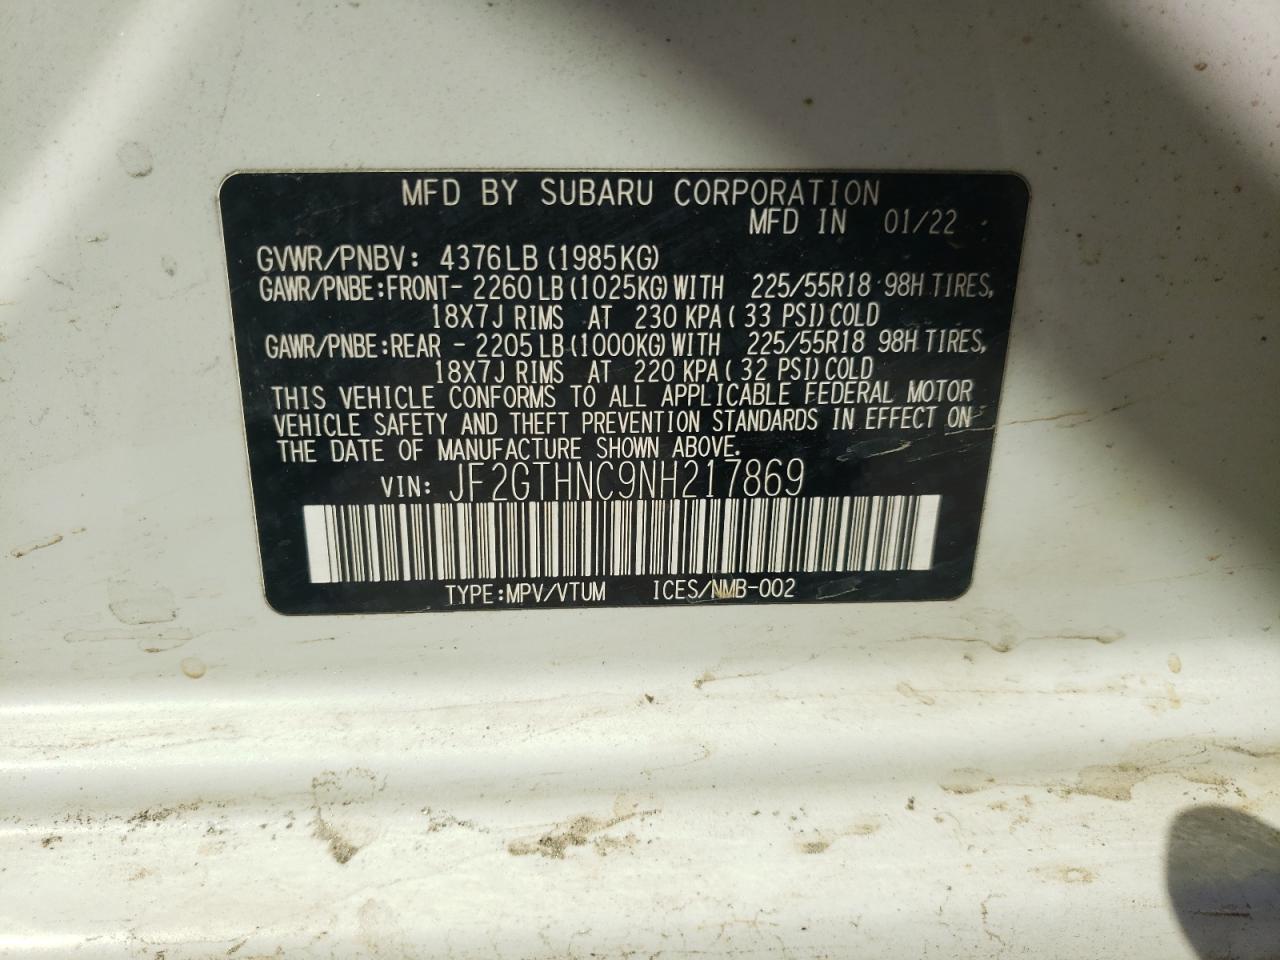 MFD BY SUBARU CORPORATION
MFD IN 01/22
GVWR/PNBV: 4376LB (1985KG)
GAWR/PNBE:FRONT- 2260 LB (1025KG) WITH 225/55R18 98H TIRES,
18X7J RIMS AT 230 KPA ( 33 PSI) COLD
GAWR/PNBE:REAR - 2205 LB (1000KG) WITH 225/55R18 98H TIRES,
18X7J RIMS AT 220 KPA ( 32 PSI) COLD
THIS VEHICLE CONFORMS TO ALL APPLICABLE FEDERAL MOTOR
VEHICLE SAFETY AND THEFT PREVENTION STANDARDS IN EFFECT ON
THE DATE OF MANUFACTURE SHOWN ABOVE.
VIN: JF2GTHNC9NH217869
TYPE:MPV/VTUM ICES/NMB-002